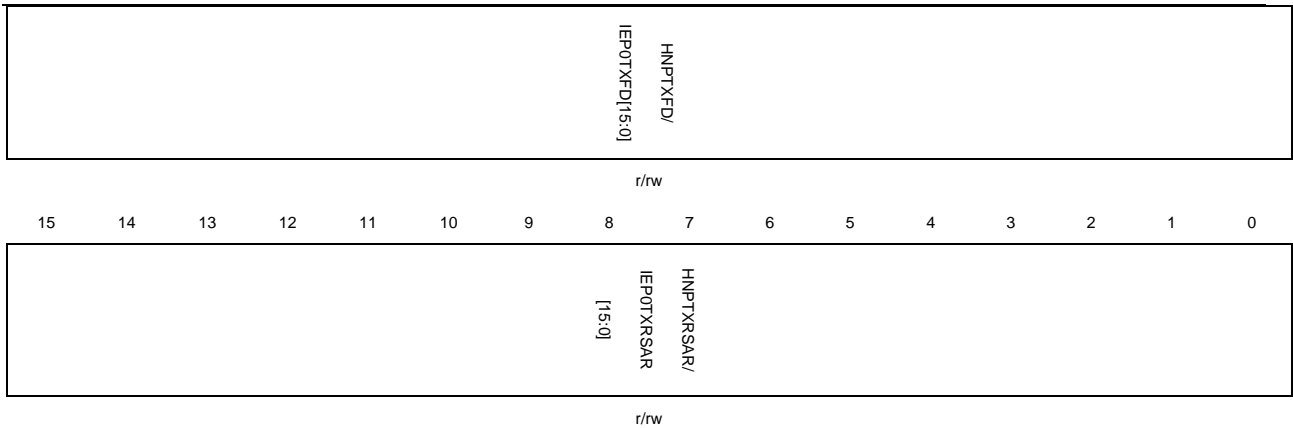 HNPTXFD/
IEP0TXFD[15:0]
r/rw
15 14 13 12 11 10 9 8 7 6 5 4 3 2 1 0
HNPTXRSAR/
IEP0TXRSAR
[15:0]
r/rw